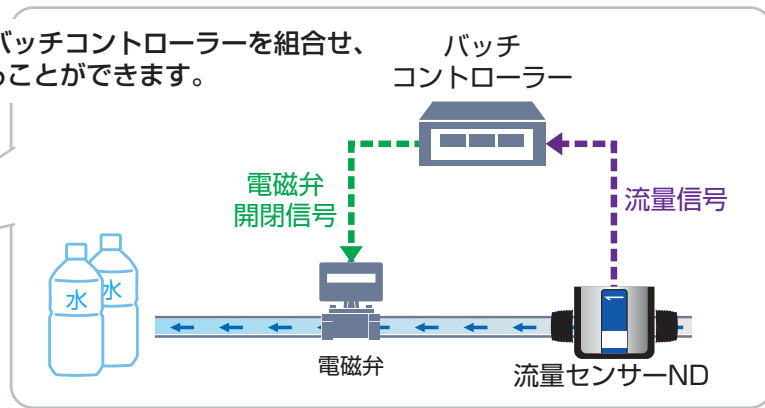 バッチコントローラーを組合せ、
ることができます。
バッチ
コントローラー
電磁弁
開閉信号
流量信号
水
水
電磁弁
流量センサーND